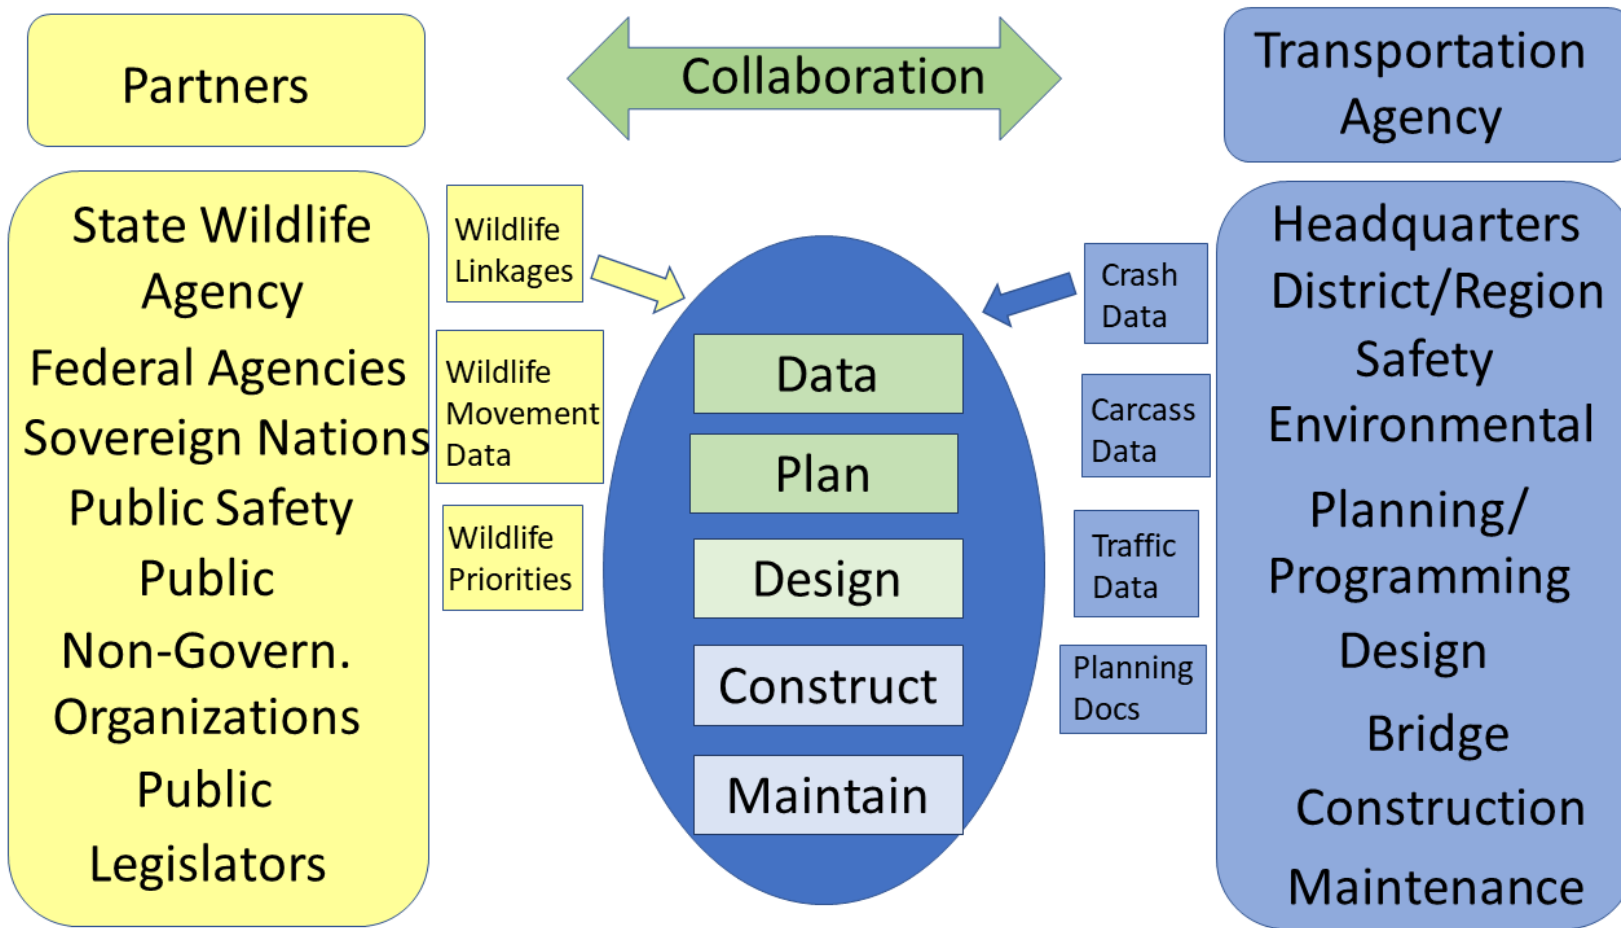 Partners
Collaboration
Transportation
Agency
State Wildlife
Agency
Federal Agencies
Sovereign Nations
Public Safety
Public
Non-Govern.
Organizations
Public
Legislators
Wildlife
Linkages
Wildlife
Movement
Data
Wildlife
Priorities
Data
Plan
Design
Construct
Maintain
Crash
Data
Carcass
Data
Traffic
Data
Planning
Docs
Headquarters
District/Region
Safety
Environmental
Planning/
Programming
Design
Bridge
Construction
Maintenance